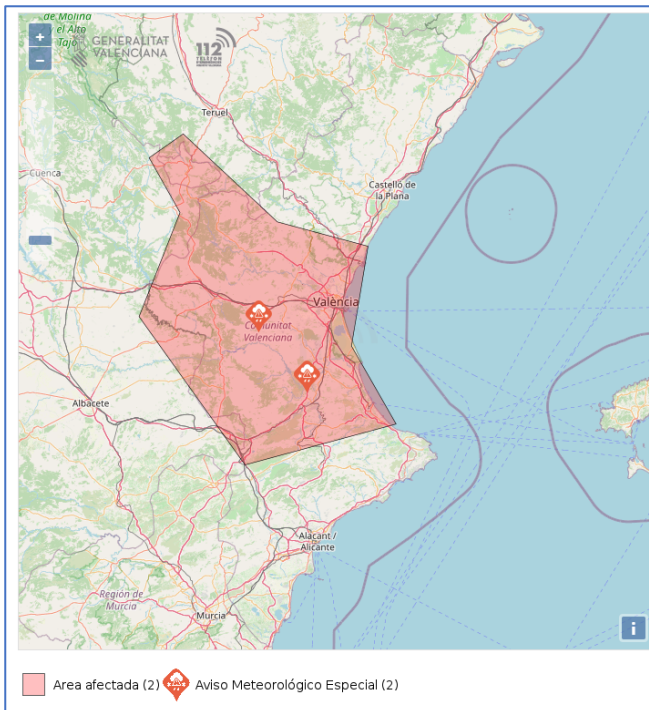 de Molina
y el Alto
Tajo
+
−
GENERALITAT
VALENCIANA
112
Teruel
Cuenca
Castelló de
la Plana
València
Comunitat
Valenciana
Albacete
Alacant /
Alicante
Región de
Murcia
Murcia
i
Area afectada (2)
Aviso Meteorológico Especial (2)